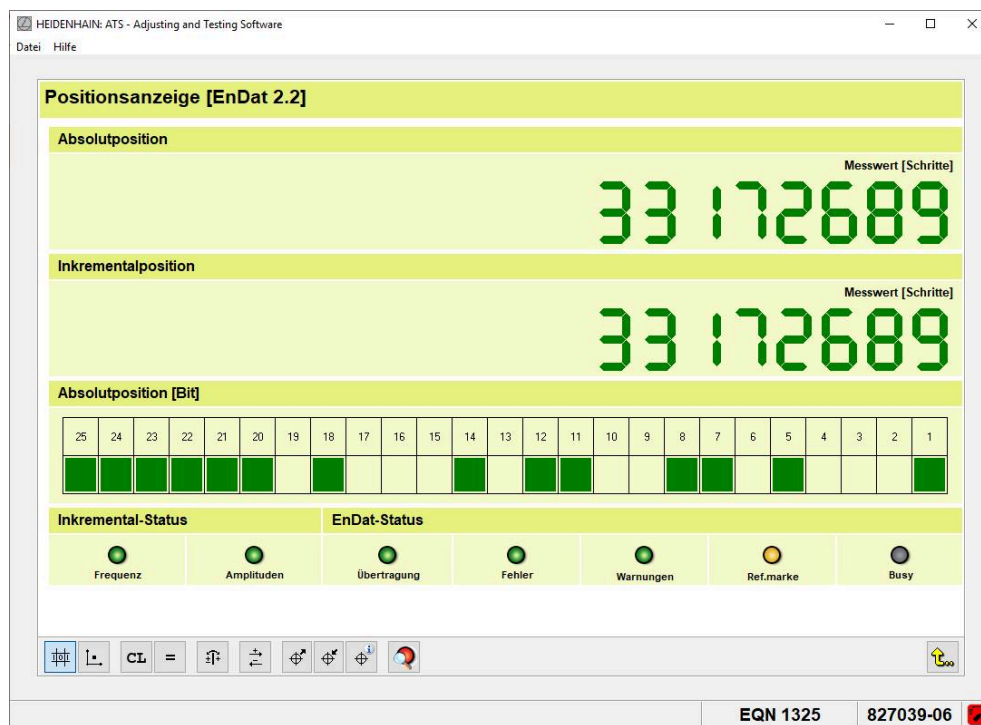 HEIDENHAIN: ATS - Adjusting and Testing Software
Datei Hilfe
Positionsanzeige [EnDat 2.2]
Absolutposition
Messwert [Schritte]
33172689
Inkrementalposition
Messwert [Schritte]
33172689
Absolutposition [Bit]
25 24 23 22 21 20 19 18 17 16 15 14 13 12 11 10 9 8 7 6 5 4 3 2 1
Inkremental-Status EnDat-Status
Frequenz Amplituden Übertragung Fehler Warnungen Ref.marke Busy
CL =
EQN 1325 827039-06